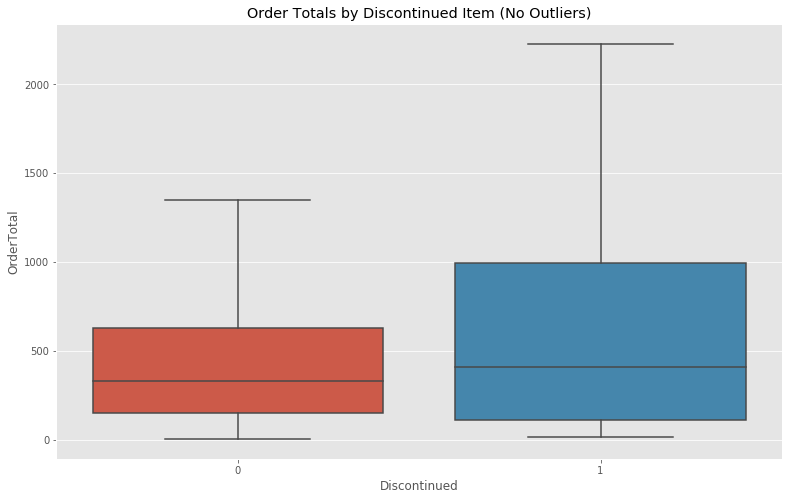 Order Totals by Discontinued Item (No Outliers)
2000
1500
1000
500
0
OrderTotal
0
1
Discontinued